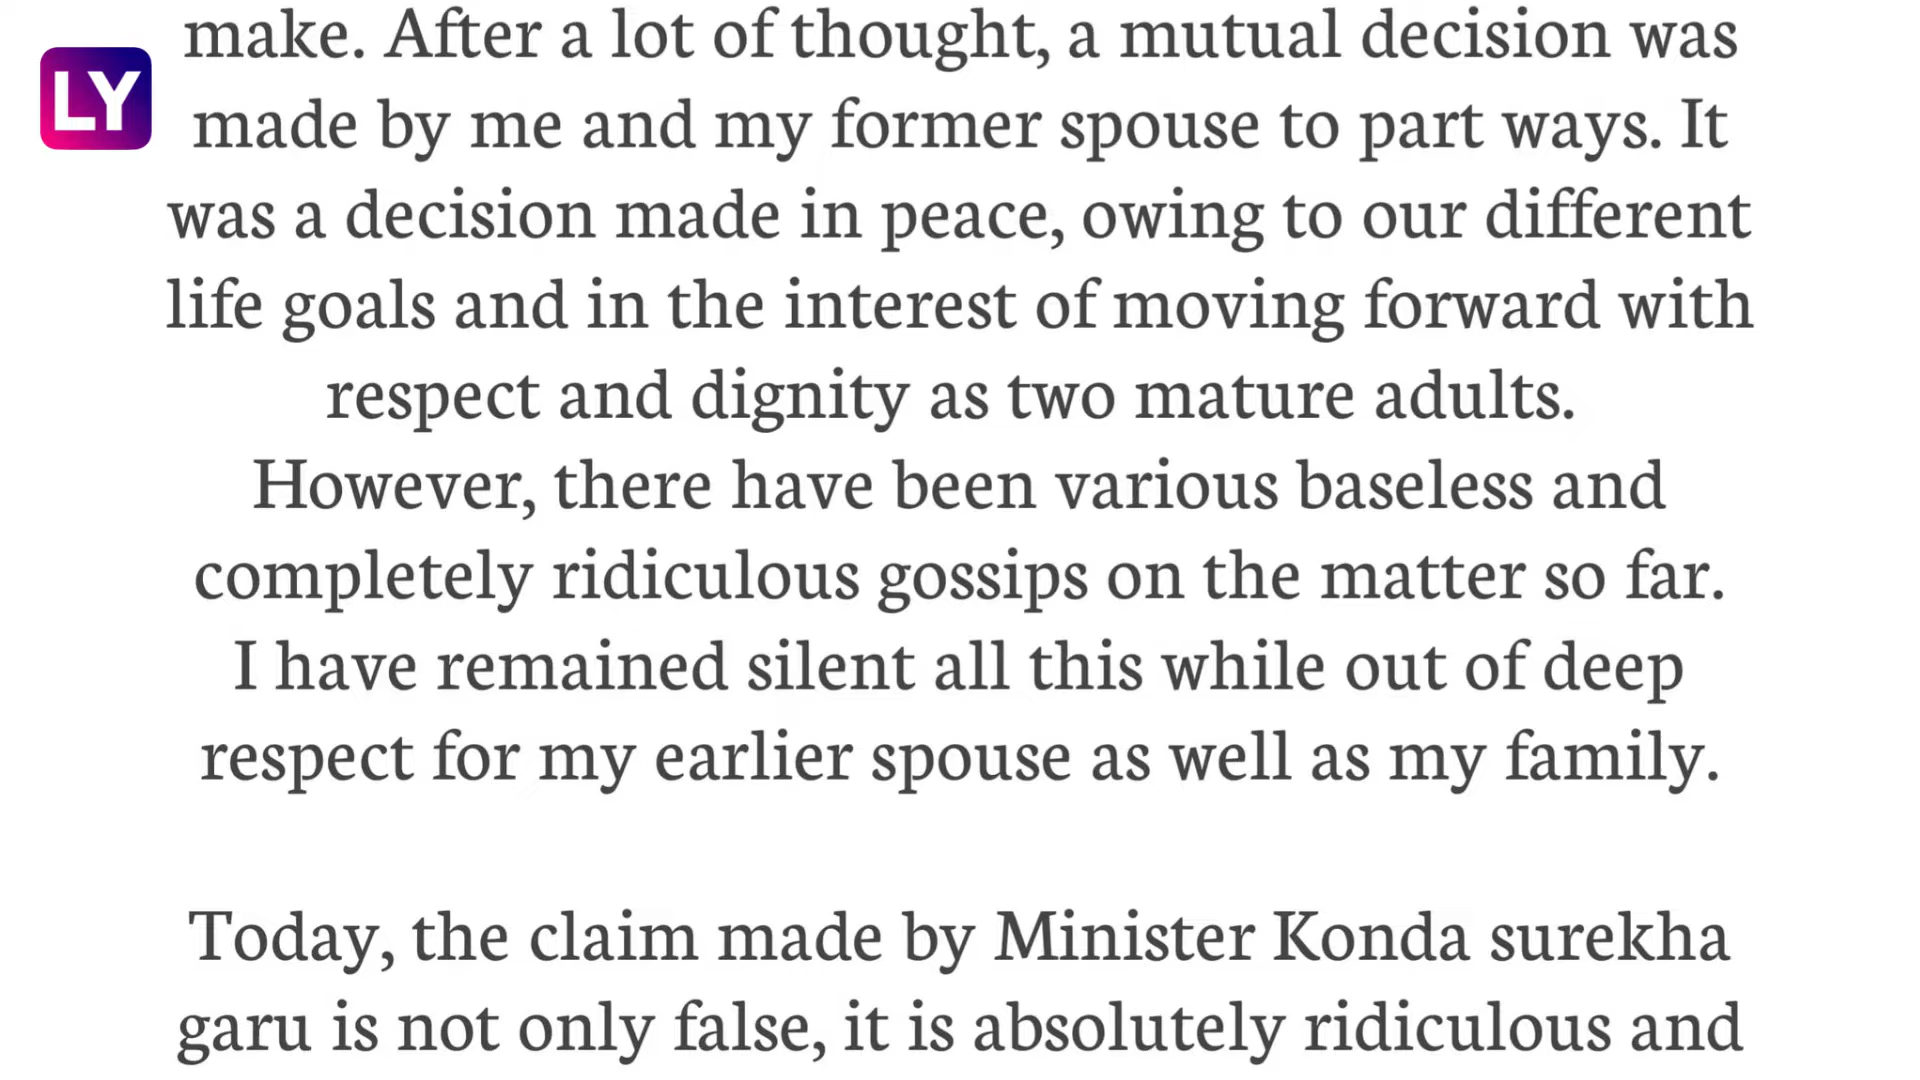 LY
make. After a lot of thought, a mutual decision was
made by me and my former spouse to part ways. It
was a decision made in peace, owing to our different
life goals and in the interest of moving forward with
respect and dignity as two mature adults.
However, there have been various baseless and
completely ridiculous gossips on the matter so far.
I have remained silent all this while out of deep
respect for my earlier spouse as well as my family.
Today, the claim made by Minister Konda surekha
garu is not only false, it is absolutely ridiculous and